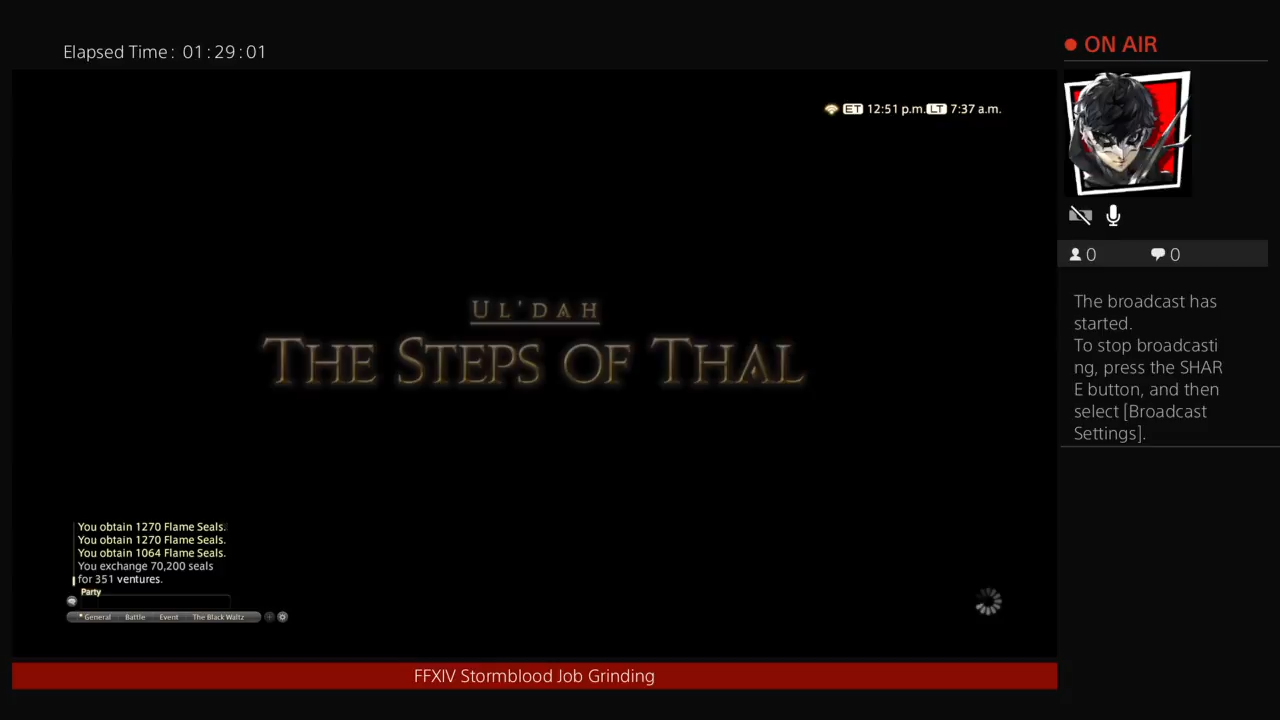 Elapsed Time: 01:29:01
ON AIR
ET 12:51 p.m. LT 7:37 a.m.
0 0
UL'DAH
THE STEPS OF THAL
The broadcast has
started.
To stop broadcasti
ng, press the SHAR
E button, and then
select [Broadcast
Settings].
You obtain 1270 Flame Seals.
You obtain 1270 Flame Seals.
You obtain 1064 Flame Seals.
You exchange 70,200 seals
for 351 ventures.
Party
General Battle Event The Black Waltz
FFXIV Stormblood Job Grinding